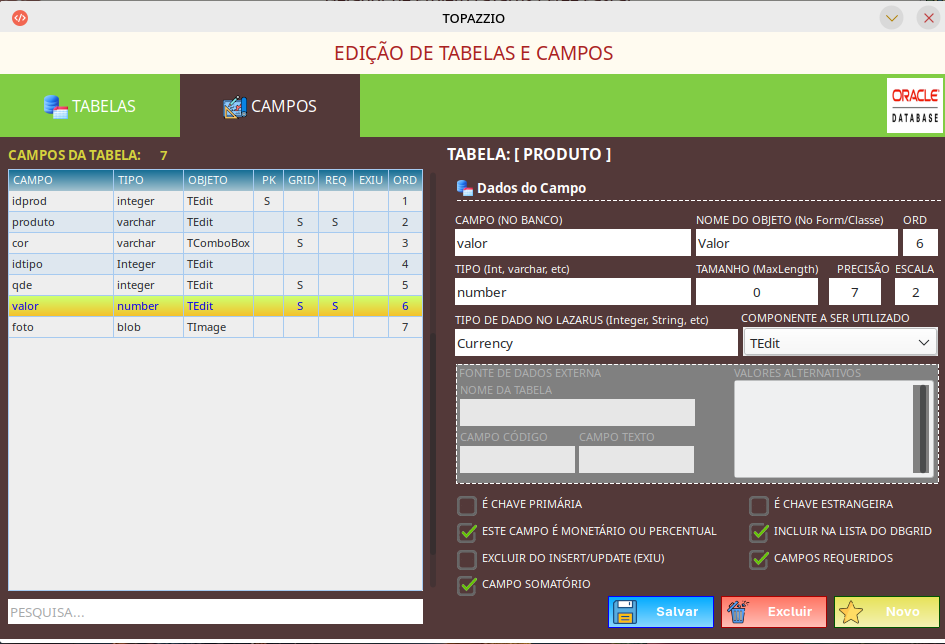 TOPAZZIO
EDIÇÃO DE TABELAS E CAMPOS
TABELAS
CAMPOS
ORACLE
DATABASE
CAMPOS DA TABELA: 7
CAMPO TIPO OBJETO PK GRID REQ EXIU ORD
idprod integer TEdit S 1
produto varchar TEdit S S 2
cor varchar TComboBox S 3
idtipo Integer TEdit 4
qde integer TEdit S 5
valor number TEdit S S 6
foto blob TImage 7
PESQUISA...
TABELA: [ PRODUTO ]
Dados do Campo
CAMPO (NO BANCO) NOME DO OBJETO (No Form/Classe) ORD
valor Valor 6
TIPO (Int, varchar, etc) TAMANHO (MaxLength) PRECISÃO ESCALA
number 0 7 2
TIPO DE DADO NO LAZARUS (Integer, String, etc) COMPONENTE A SER UTILIZADO
Currency TEdit
FONTE DE DADOS EXTERNA VALORES ALTERNATIVOS
NOME DA TABELA
CAMPO CÓDIGO CAMPO TEXTO
É CHAVE PRIMÁRIA É CHAVE ESTRANGEIRA
ESTE CAMPO É MONETÁRIO OU PERCENTUAL INCLUIR NA LISTA DO DBGRID
EXCLUIR DO INSERT/UPDATE (EXIU) CAMPOS REQUERIDOS
CAMPO SOMATÓRIO
Salvar Excluir Novo